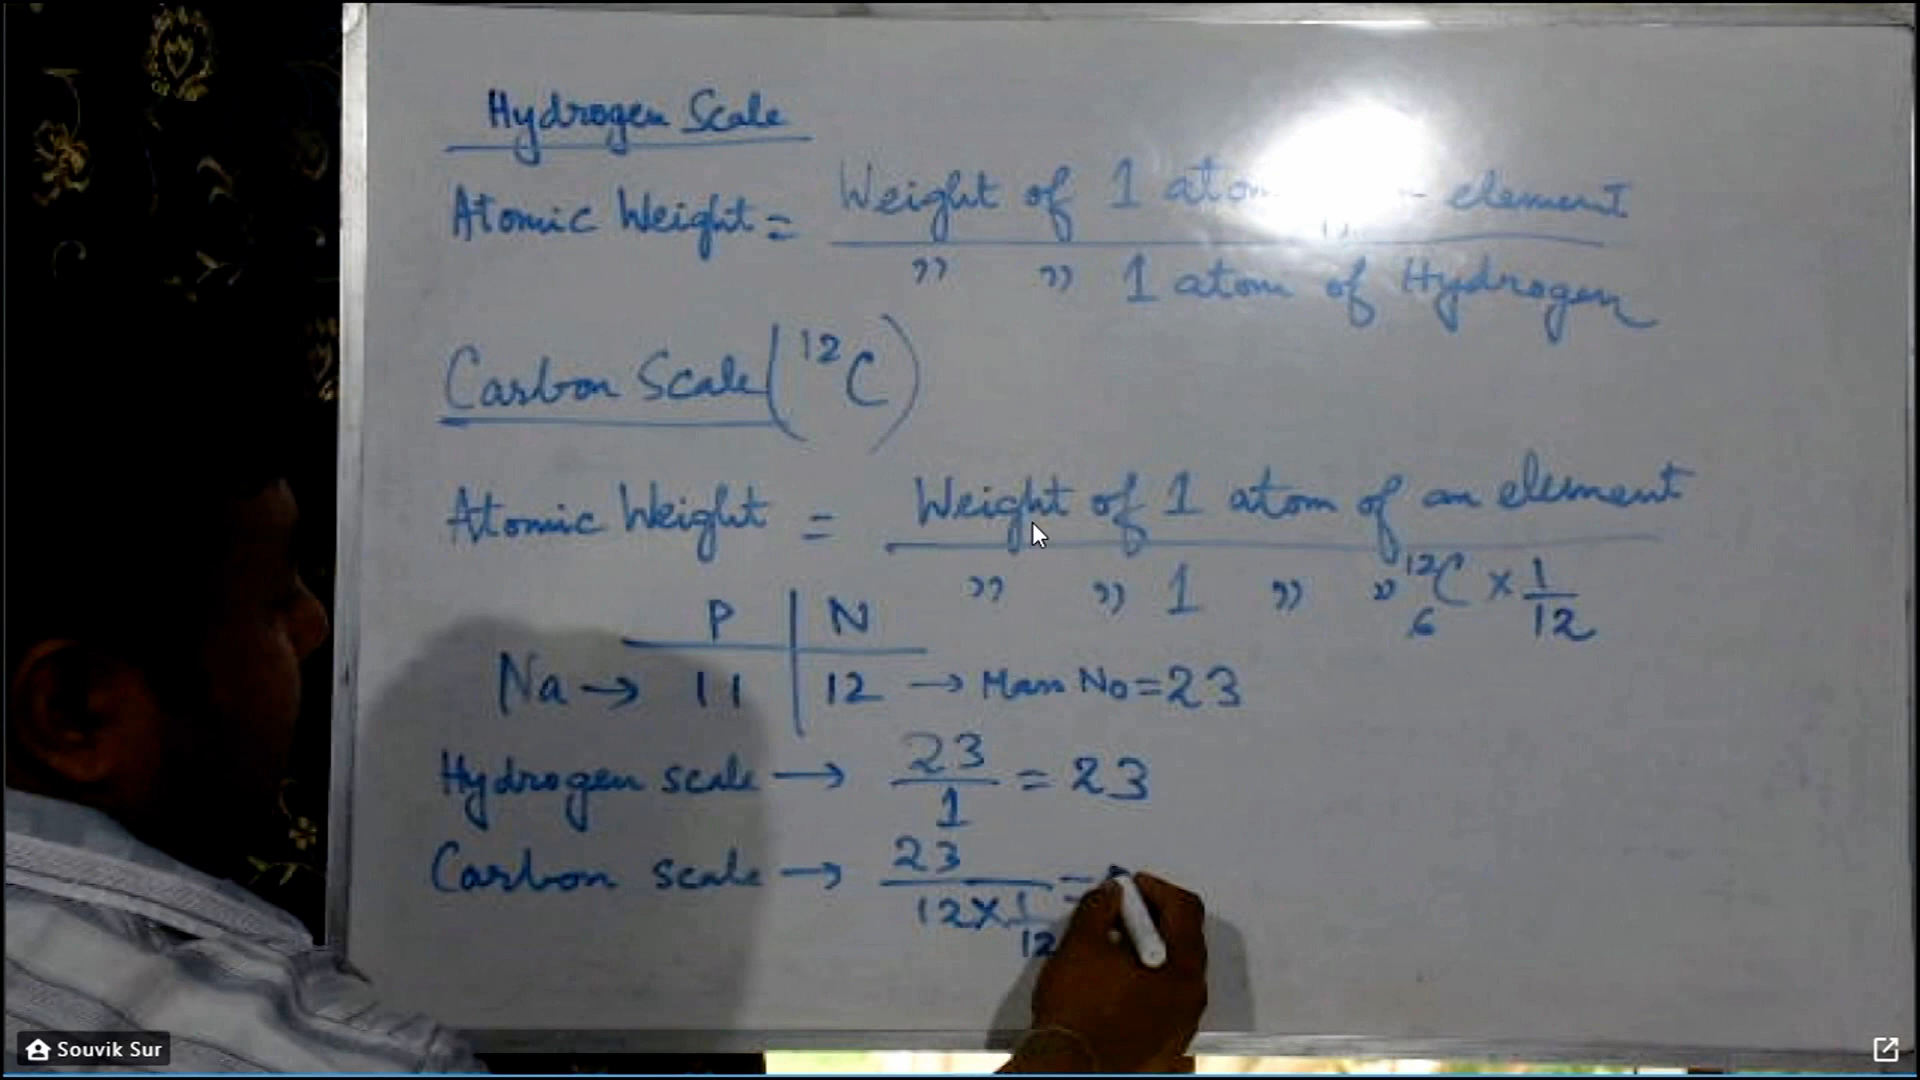 Hydrogen Scale
Atomic Weight = Weight of 1 atom element
" " 1 atom of Hydrogen
Carbon Scale (¹²C)
Atomic Weight = Weight of 1 atom of an element
" " 1 " " ¹²₆C × 1/12
P | N
Na → 11 | 12 → Mass No = 23
Hydrogen scale → 23/1 = 23
Carbon scale → 23/(12 × 1/12) =
Souvik Sur